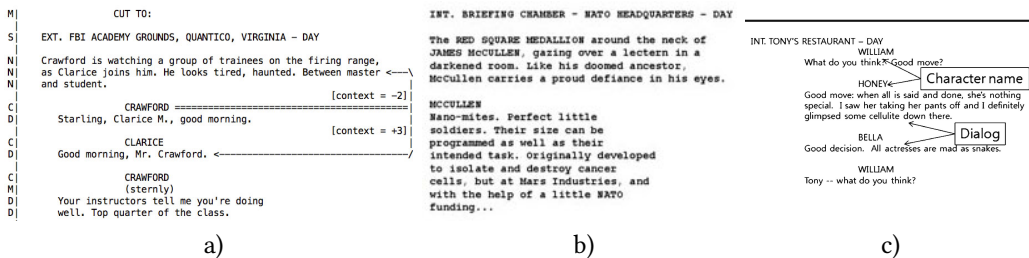 M| CUT TO:
|
S| EXT. FBI ACADEMY GROUNDS, QUANTICO, VIRGINIA – DAY
|
N| Crawford is watching a group of trainees on the firing range,
N| as Clarice joins him. He looks tired, haunted. Between master <---\
N| and student. |
| [context = -2]|
C| CRAWFORD ====================================|
D| Starling, Clarice M., good morning. |
| [context = +3]|
C| CLARICE |
D| Good morning, Mr. Crawford. <-----------------------------/
|
C| CRAWFORD
M| (sternly)
D| Your instructors tell me you're doing
D| well. Top quarter of the class.
a)
INT. BRIEFING CHAMBER - NATO HEADQUARTERS - DAY
The RED SQUARE MEDALLION around the neck of
JAMES McCULLEN, gazing over a lectern in a
darkened room. Like his doomed ancestor,
McCullen carries a proud defiance in his eyes.
MCCULLEN
Nano-mites. Perfect little
soldiers. Their size can be
programmed as well as their
intended task. Originally developed
to isolate and destroy cancer
cells, but at Mars Industries, and
with the help of a little NATO
funding...
b)
INT. TONY'S RESTAURANT – DAY
WILLIAM
What do you think? Good move?
HONEY
Character name
Good move: when all is said and done, she's nothing
special. I saw her taking her pants off and I definitely
glimpsed some cellulite down there.
Dialog
BELLA
Good decision. All actresses are mad as snakes.
WILLIAM
Tony -- what do you think?
c)